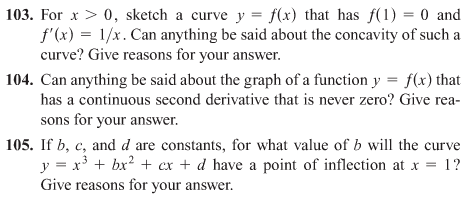 103. For x > 0, sketch a curve y = f(x) that has f(1) = 0 and
f′(x) = 1/x. Can anything be said about the concavity of such a
curve? Give reasons for your answer.
104. Can anything be said about the graph of a function y = f(x) that
has a continuous second derivative that is never zero? Give rea-
sons for your answer.
105. If b, c, and d are constants, for what value of b will the curve
y = x³ + bx² + cx + d have a point of inflection at x = 1?
Give reasons for your answer.